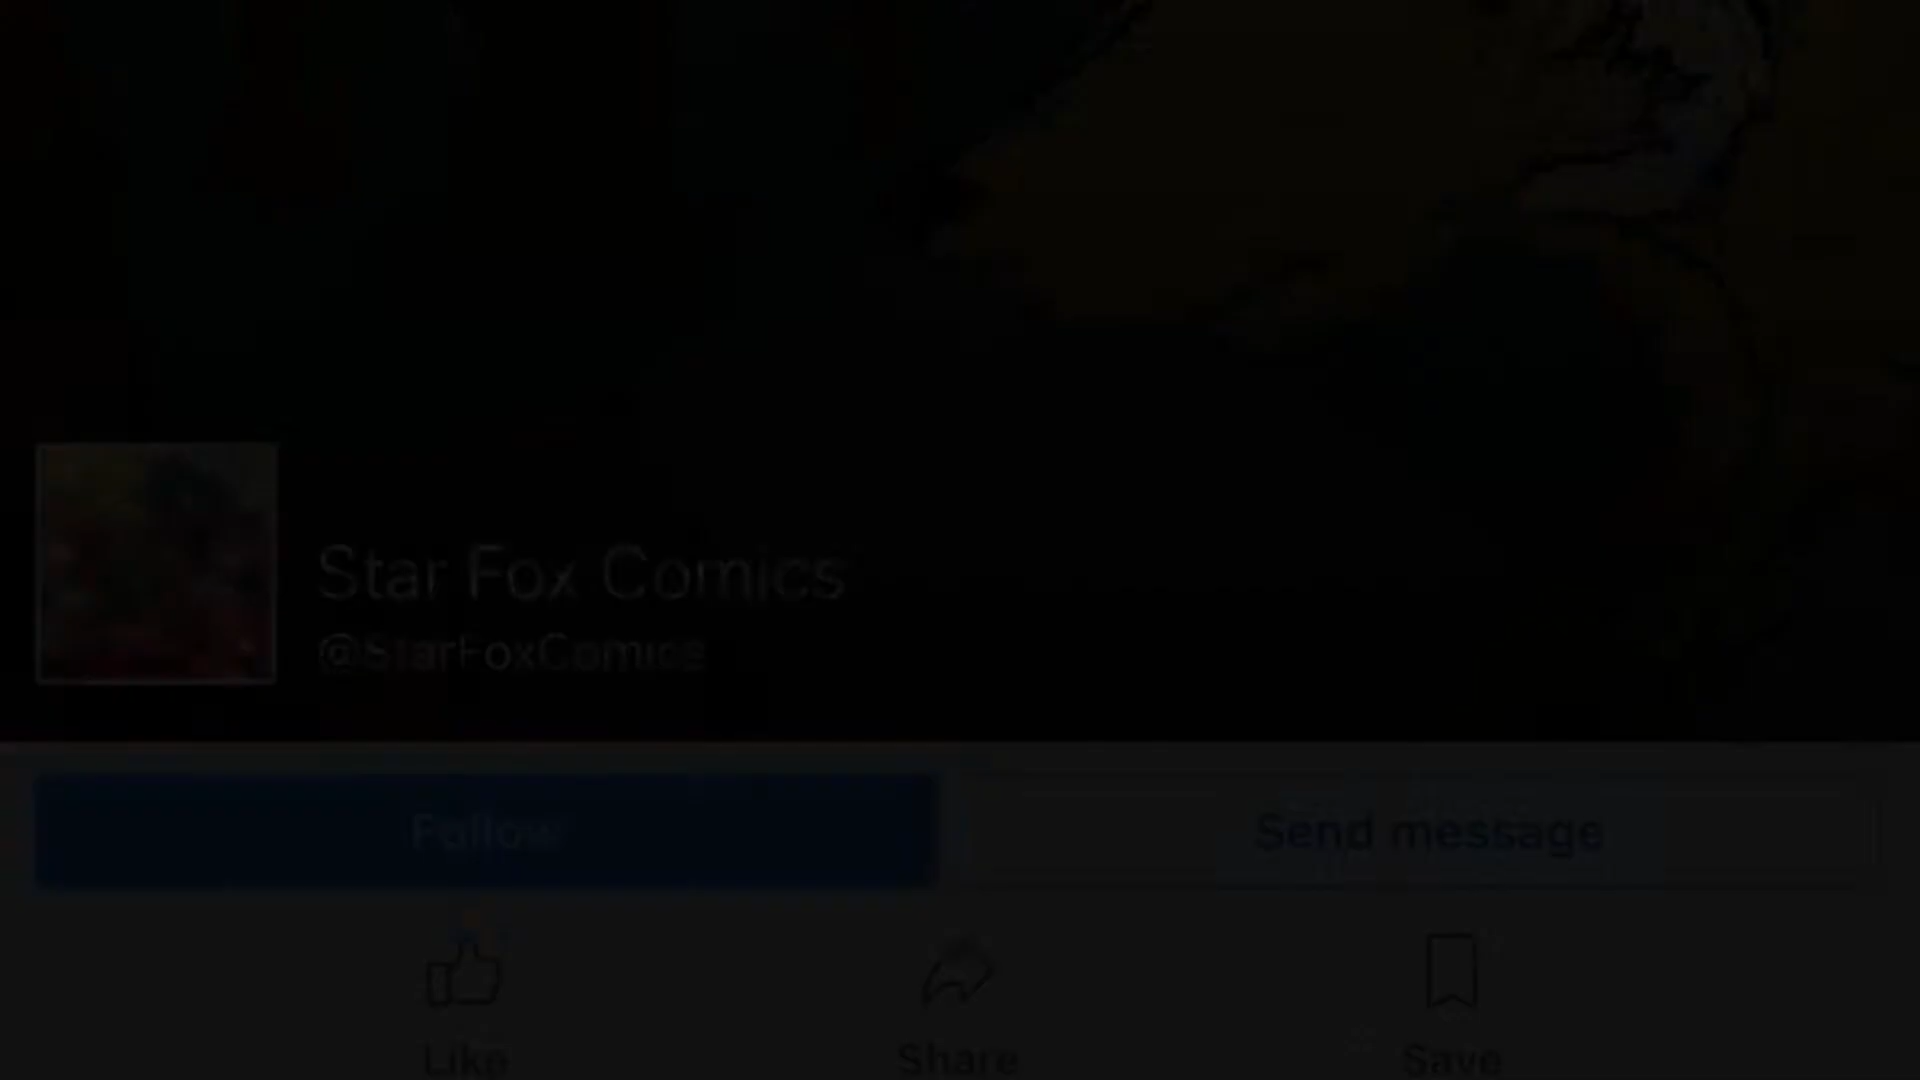 Star Fox Comics
@StarFoxComics
Follow
Send message
Like
Share
Save